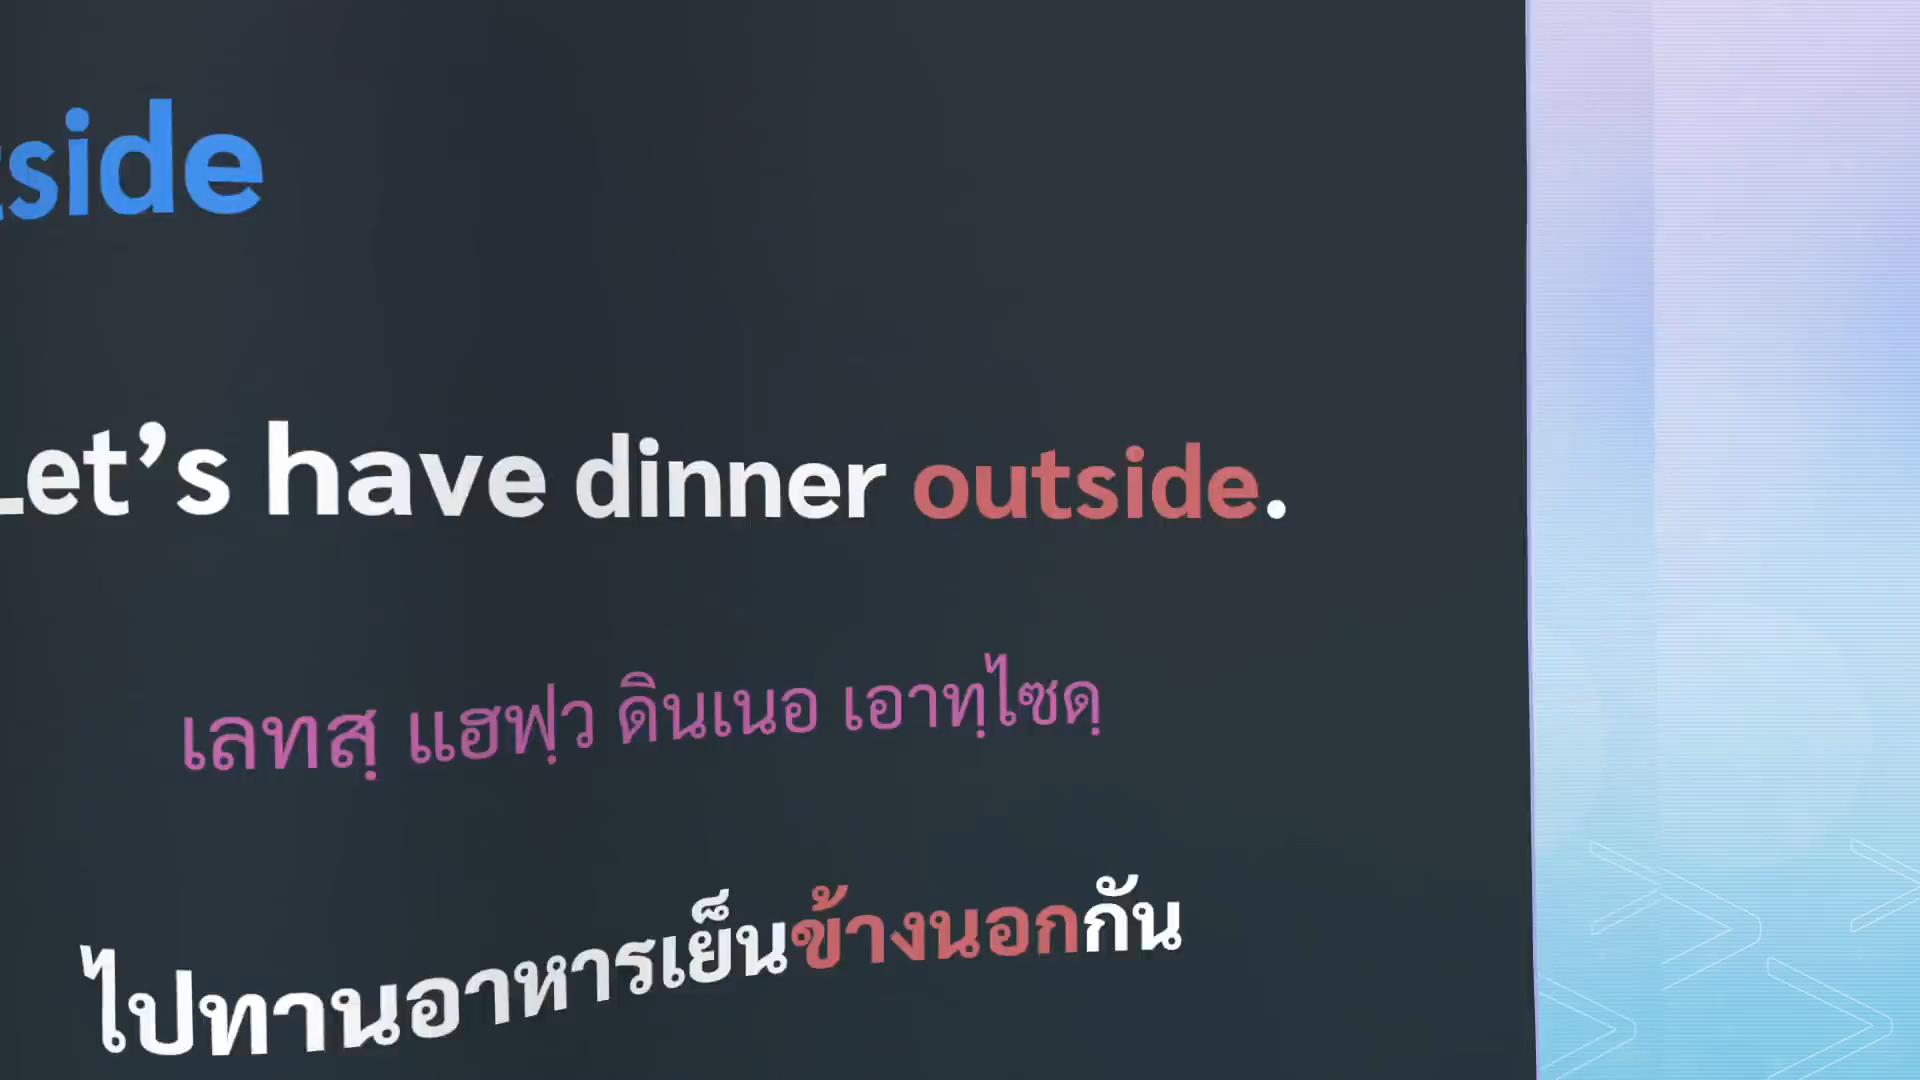 tside
Let’s have dinner outside.
เลทสฺ แฮฟฺว ดินเนอ เอาทฺไซดฺ
ไปทานอาหารเย็นข้างนอกกัน